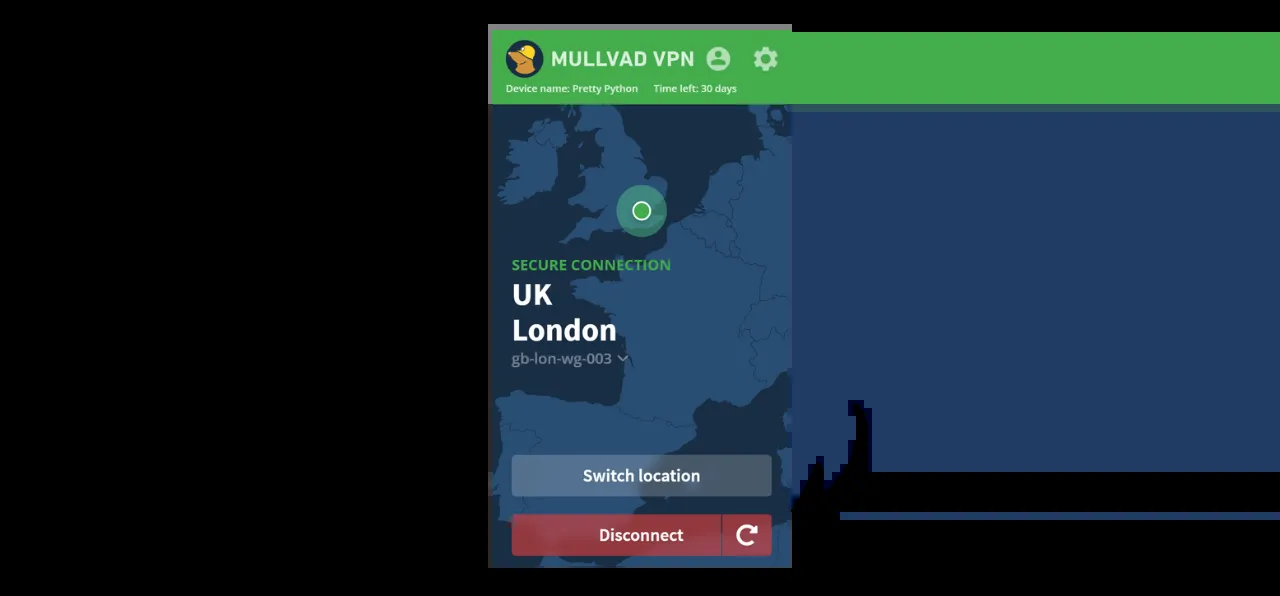 MULLVAD VPN
Device name: Pretty Python Time left: 30 days
SECURE CONNECTION
UK
London
gb-lon-wg-003
Switch location
Disconnect